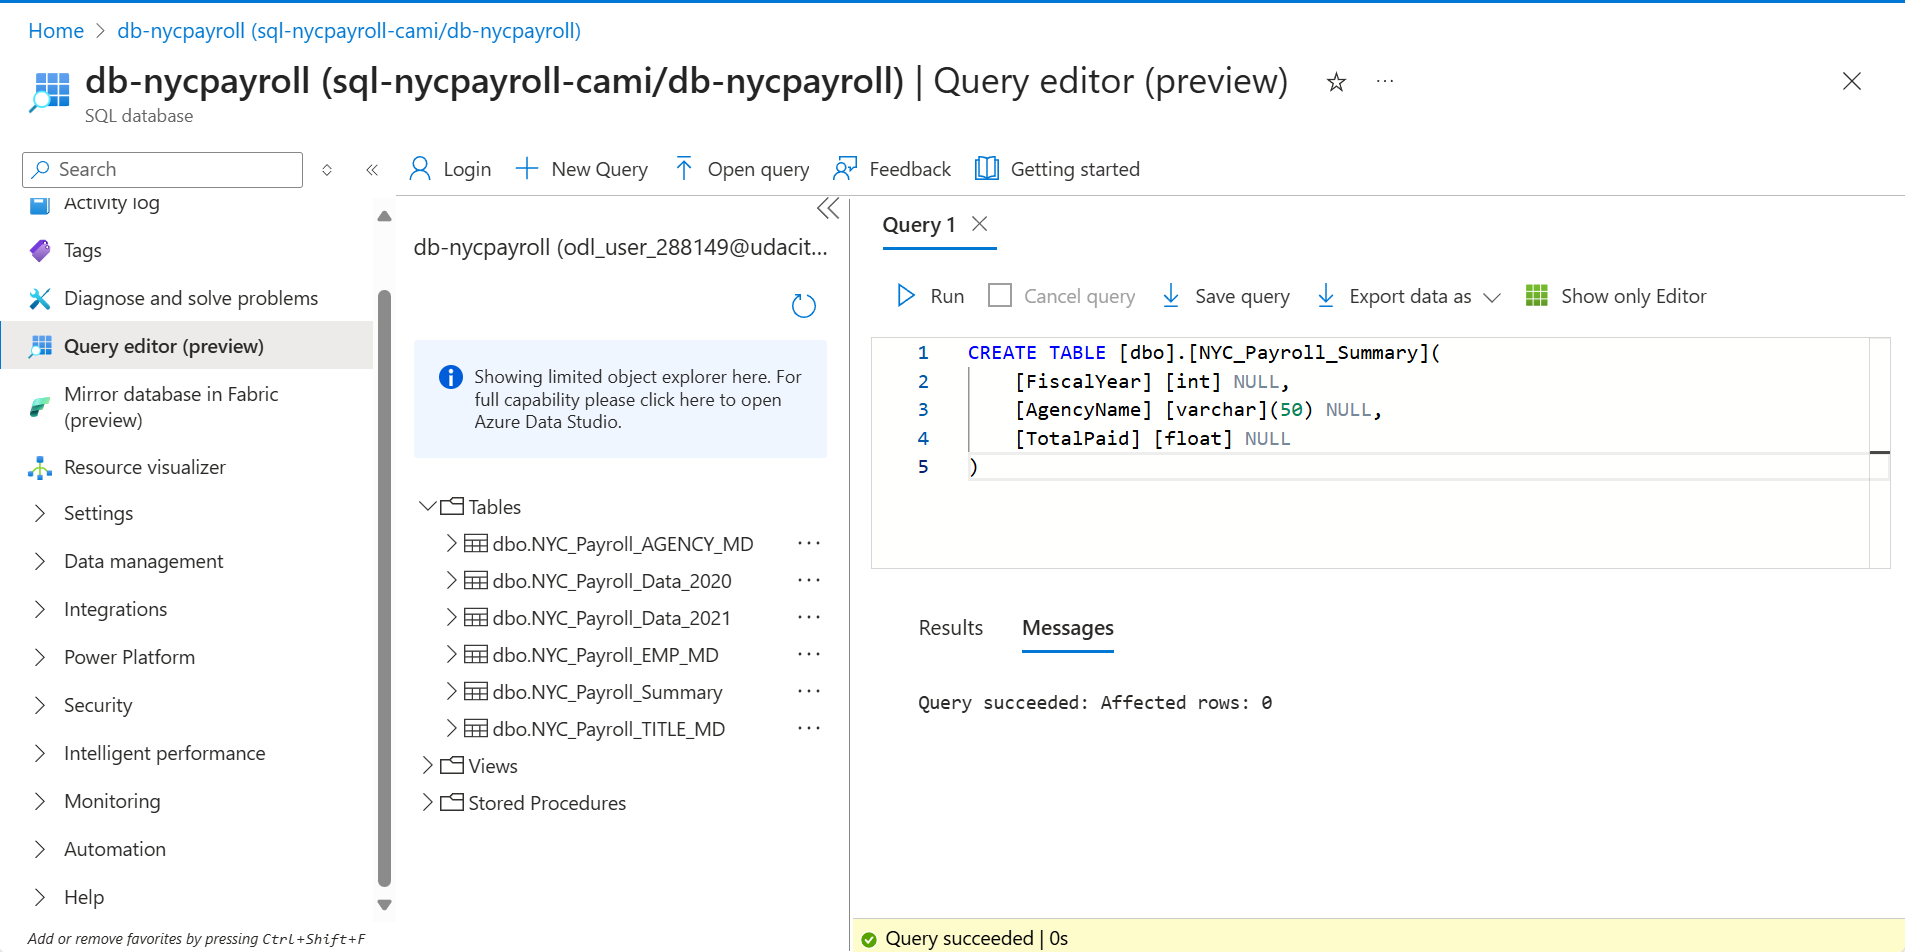 Home > db-nycpayroll (sql-nycpayroll-cami/db-nycpayroll)
db-nycpayroll (sql-nycpayroll-cami/db-nycpayroll) | Query editor (preview)
SQL database
Search
Activity log
Tags
Diagnose and solve problems
Query editor (preview)
Mirror database in Fabric
(preview)
Resource visualizer
Settings
Data management
Integrations
Power Platform
Security
Intelligent performance
Monitoring
Automation
Help
Add or remove favorites by pressing Ctrl+Shift+F
Login
New Query
Open query
Feedback
Getting started
db-nycpayroll (odl_user_288149@udacit...
Showing limited object explorer here. For
full capability please click here to open
Azure Data Studio.
Tables
dbo.NYC_Payroll_AGENCY_MD
dbo.NYC_Payroll_Data_2020
dbo.NYC_Payroll_Data_2021
dbo.NYC_Payroll_EMP_MD
dbo.NYC_Payroll_Summary
dbo.NYC_Payroll_TITLE_MD
Views
Stored Procedures
Query 1
Run
Cancel query
Save query
Export data as
Show only Editor
1 CREATE TABLE [dbo].[NYC_Payroll_Summary](
2 [FiscalYear] [int] NULL,
3 [AgencyName] [varchar](50) NULL,
4 [TotalPaid] [float] NULL
5 )
Results
Messages
Query succeeded: Affected rows: 0
Query succeeded | 0s